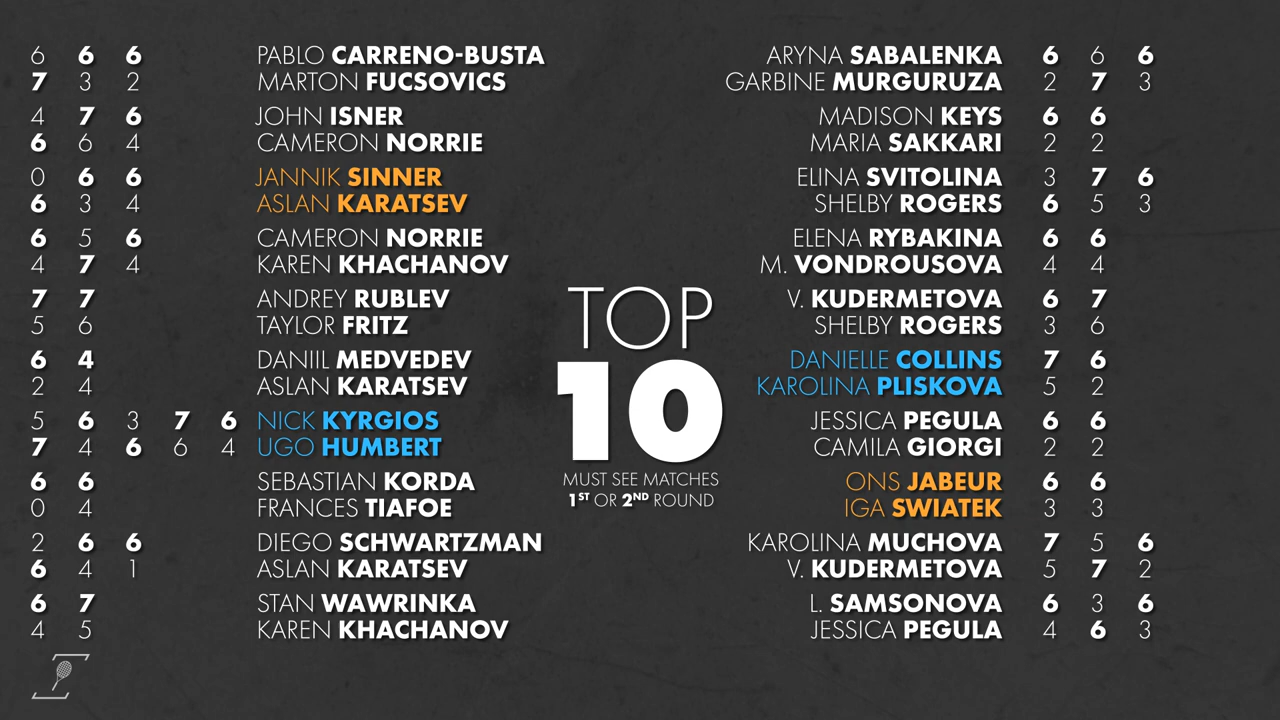 6 6 6 PABLO CARRENO-BUSTA
7 3 2 MARTON FUCSOVICS
4 7 6 JOHN ISNER
6 6 4 CAMERON NORRIE
0 6 6 JANNIK SINNER
6 3 4 ASLAN KARATSEV
6 5 6 CAMERON NORRIE
4 7 4 KAREN KHACHANOV
7 7 ANDREY RUBLEV
5 6 TAYLOR FRITZ
6 4 DANIIL MEDVEDEV
2 4 ASLAN KARATSEV
5 6 3 7 6 NICK KYRGIOS
7 4 6 6 4 UGO HUMBERT
6 6 SEBASTIAN KORDA
0 4 FRANCES TIAFOE
2 6 6 DIEGO SCHWARTZMAN
6 4 1 ASLAN KARATSEV
6 7 STAN WAWRINKA
4 5 KAREN KHACHANOV
TOP
10
MUST SEE MATCHES
1ST OR 2ND ROUND
ARYNA SABALENKA 6 6 6
GARBINE MURGURUZA 2 7 3
MADISON KEYS 6 6
MARIA SAKKARI 2 2
ELINA SVITOLINA 3 7 6
SHELBY ROGERS 6 5 3
ELENA RYBAKINA 6 6
M. VONDROUSOVA 4 4
V. KUDERMETOVA 6 7
SHELBY ROGERS 3 6
DANIELLE COLLINS 7 6
KAROLINA PLISKOVA 5 2
JESSICA PEGULA 6 6
CAMILA GIORGI 2 2
ONS JABEUR 6 6
IGA SWIATEK 3 3
KAROLINA MUCHOVA 7 5 6
V. KUDERMETOVA 5 7 2
L. SAMSONOVA 6 3 6
JESSICA PEGULA 4 6 3